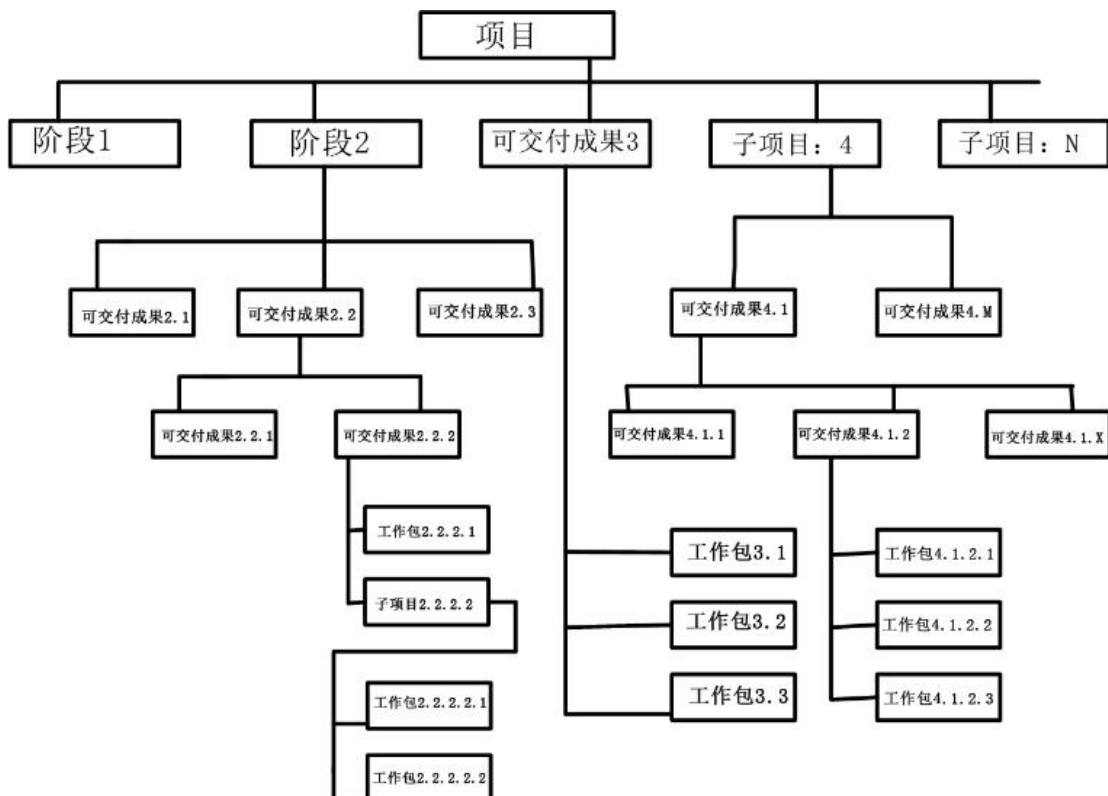 项目
阶段1
阶段2
可交付成果3
子项目：4
子项目：N
可交付成果2.1
可交付成果2.2
可交付成果2.3
可交付成果4.1
可交付成果4.M
可交付成果2.2.1
可交付成果2.2.2
可交付成果4.1.1
可交付成果4.1.2
可交付成果4.1.X
工作包2.2.2.1
工作包3.1
工作包4.1.2.1
子项目2.2.2.2
工作包3.2
工作包4.1.2.2
工作包2.2.2.2.1
工作包3.3
工作包4.1.2.3
工作包2.2.2.2.2